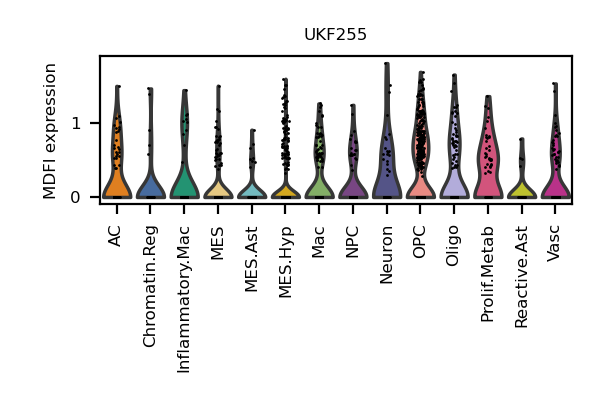 UKF255
MDFI expression
1
0
AC
Chromatin.Reg
Inflammatory.Mac
MES
MES.Ast
MES.Hyp
Mac
NPC
Neuron
OPC
Oligo
Prolif.Metab
Reactive.Ast
Vasc